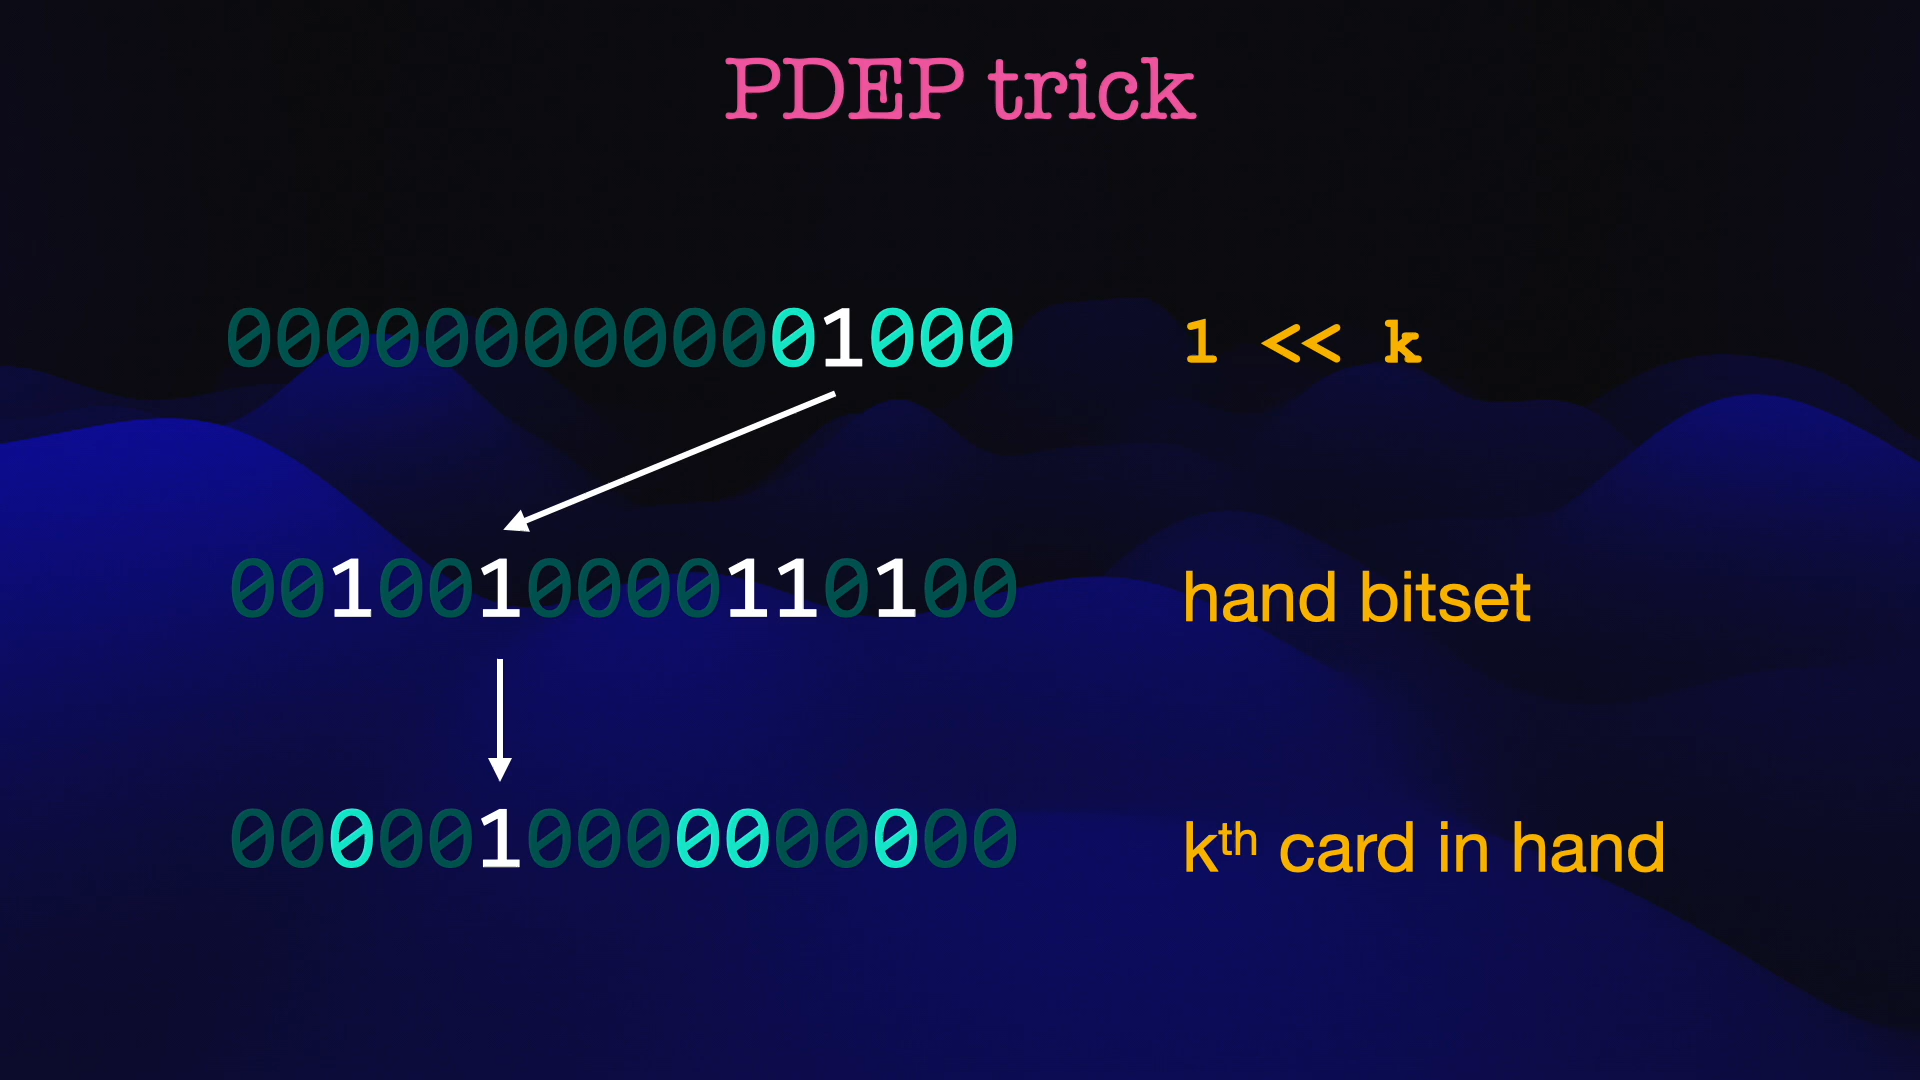 PDEP trick
0000000000001000 1 << k
0010010000110100 hand bitset
0000010000000000 kth card in hand